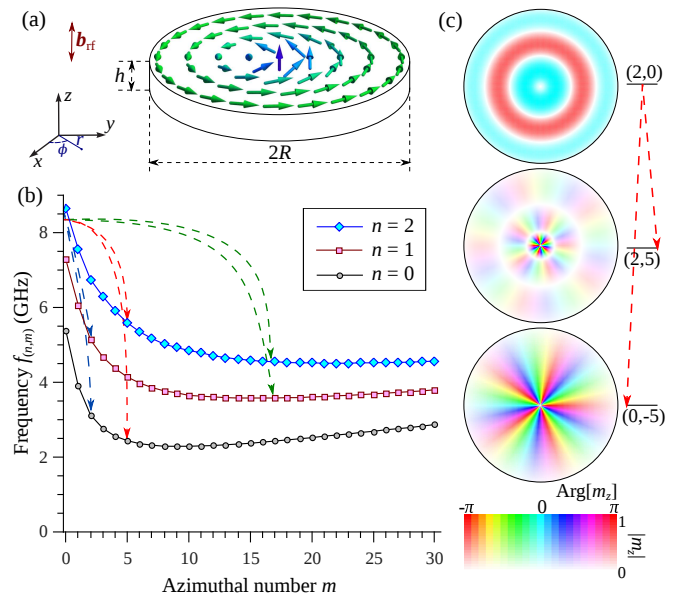 (a)
b_rf
h
z
y
x
ϕ
r
2R
(b)
Frequency f_(n,m) (GHz)
8
6
4
2
0
n = 2
n = 1
n = 0
0 5 10 15 20 25 30
Azimuthal number m
(c)
(2,0)
(2,5)
(0,-5)
Arg[m_z]
-π 0 π
1
|m_z|
0